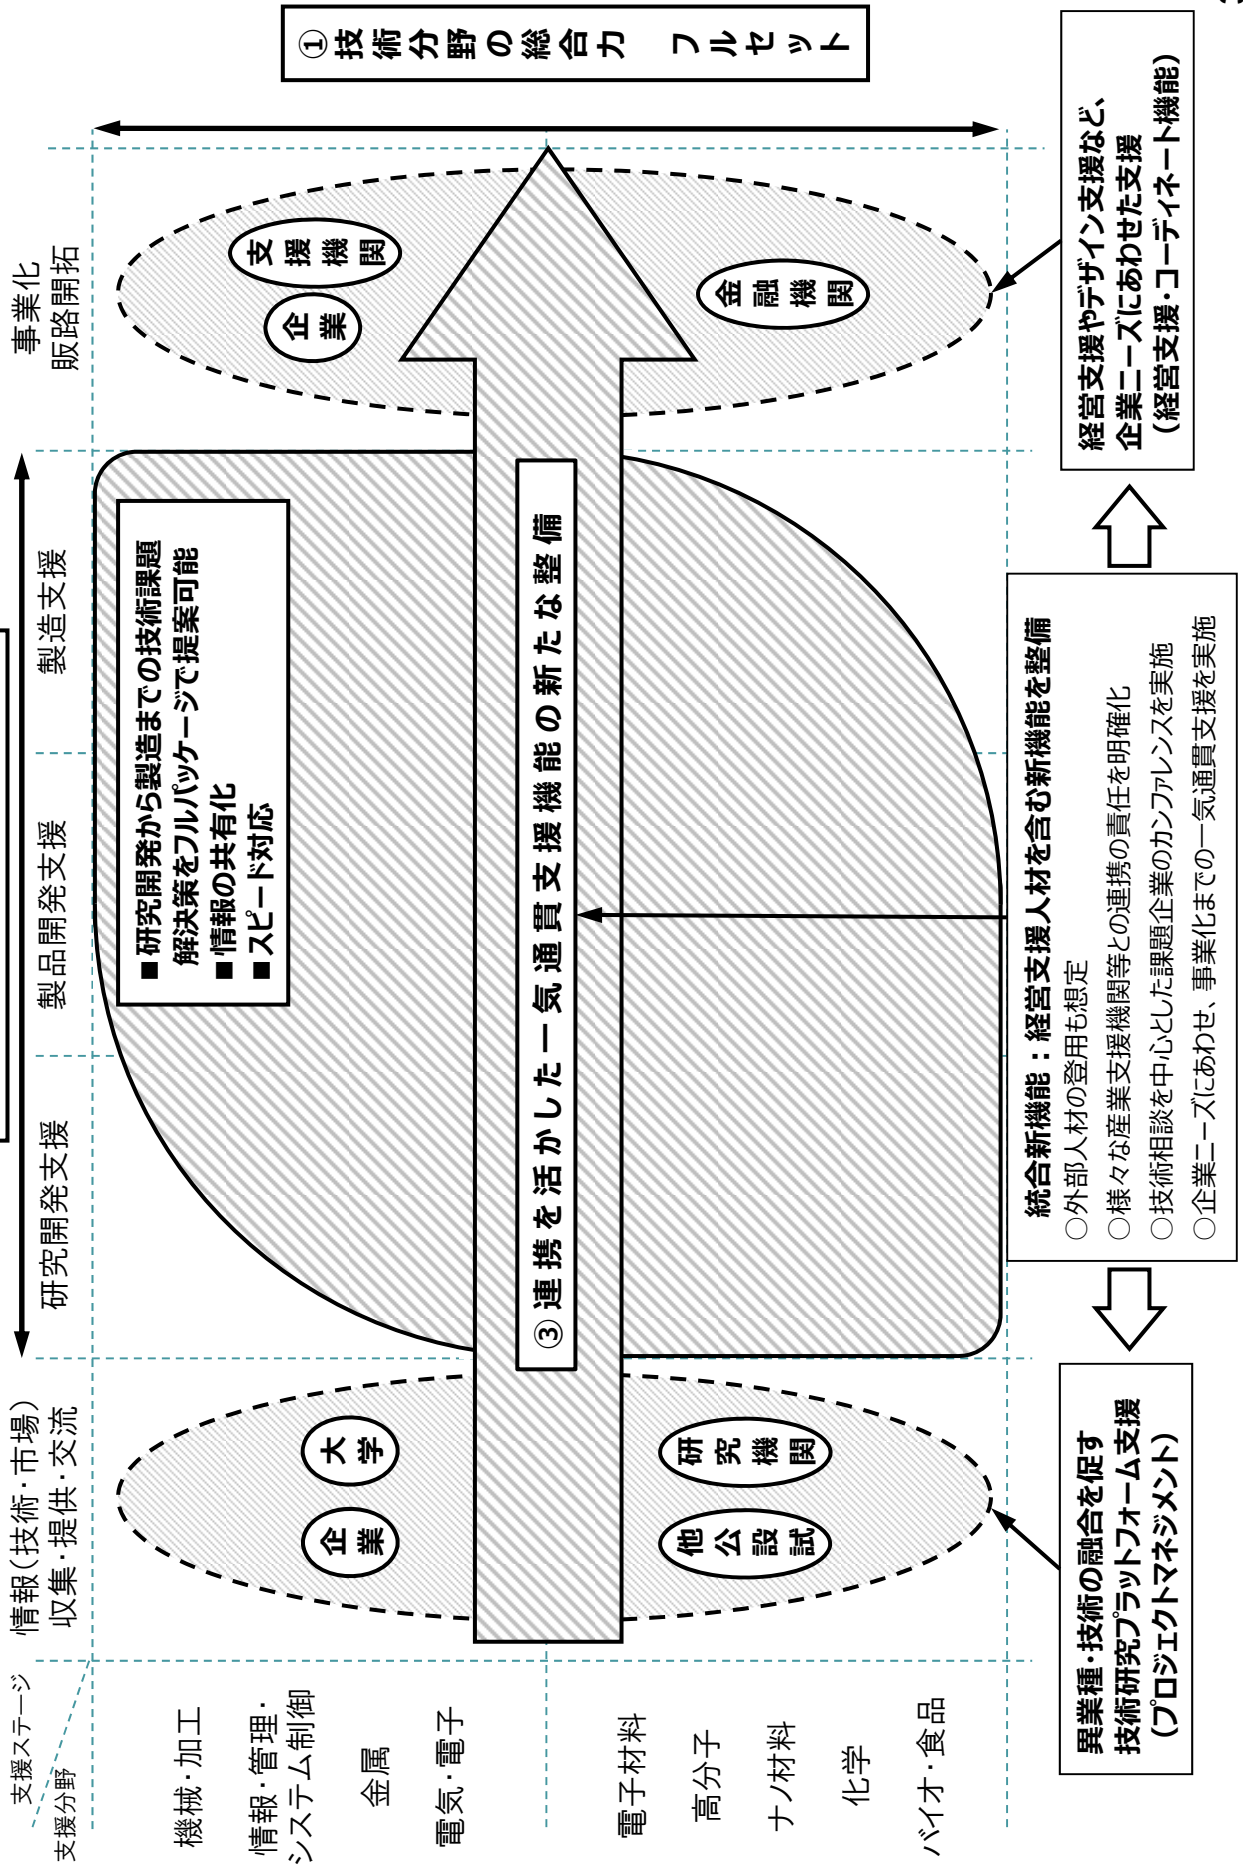 支援ステージ
支援分野
情報（技術・市場）
収集・提供・交流
研究開発支援
製品開発支援
製造支援
事業化
販路開拓
機械・加工
情報・管理・
システム制御
金属
電気・電子
電子材料
高分子
ナノ材料
化学
バイオ・食品
企業
大学
他公設試
研究機関
■研究開発から製造までの技術課題
解決策をフルパッケージで提案可能
■情報の共有化
■スピード対応
③連携を活かした一気通貫支援機能の新たな整備
企業
支援機関
金融機関
①技術分野の総合力　フルセット
異業種・技術の融合を促す
技術研究プラットフォーム支援
（プロジェクトマネジメント）
統合新機能：経営支援人材を含む新機能を整備
○外部人材の登用も想定
○様々な産業支援機関等との連携の責任を明確化
○技術相談を中心とした課題企業のカンファレンスを実施
○企業ニーズにあわせ、事業化までの一気通貫支援を実施
経営支援やデザイン支援など、
企業ニーズにあわせた支援
（経営支援・コーディネート機能）